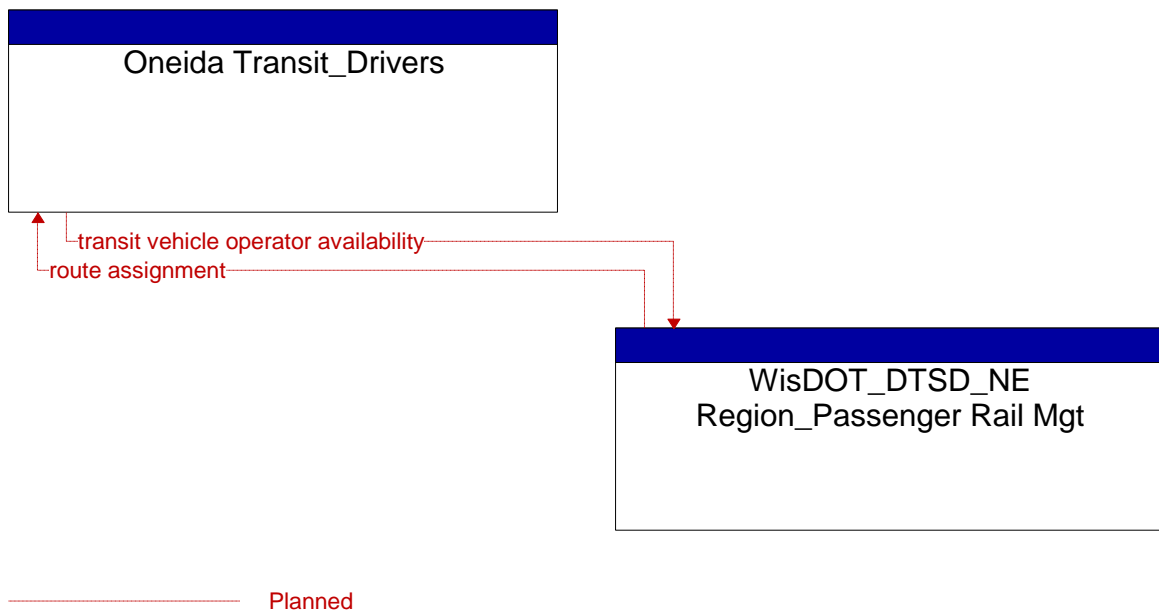 Oneida Transit_Drivers
transit vehicle operator availability
route assignment
WisDOT_DTSD_NE
Region_Passenger Rail Mgt
Planned